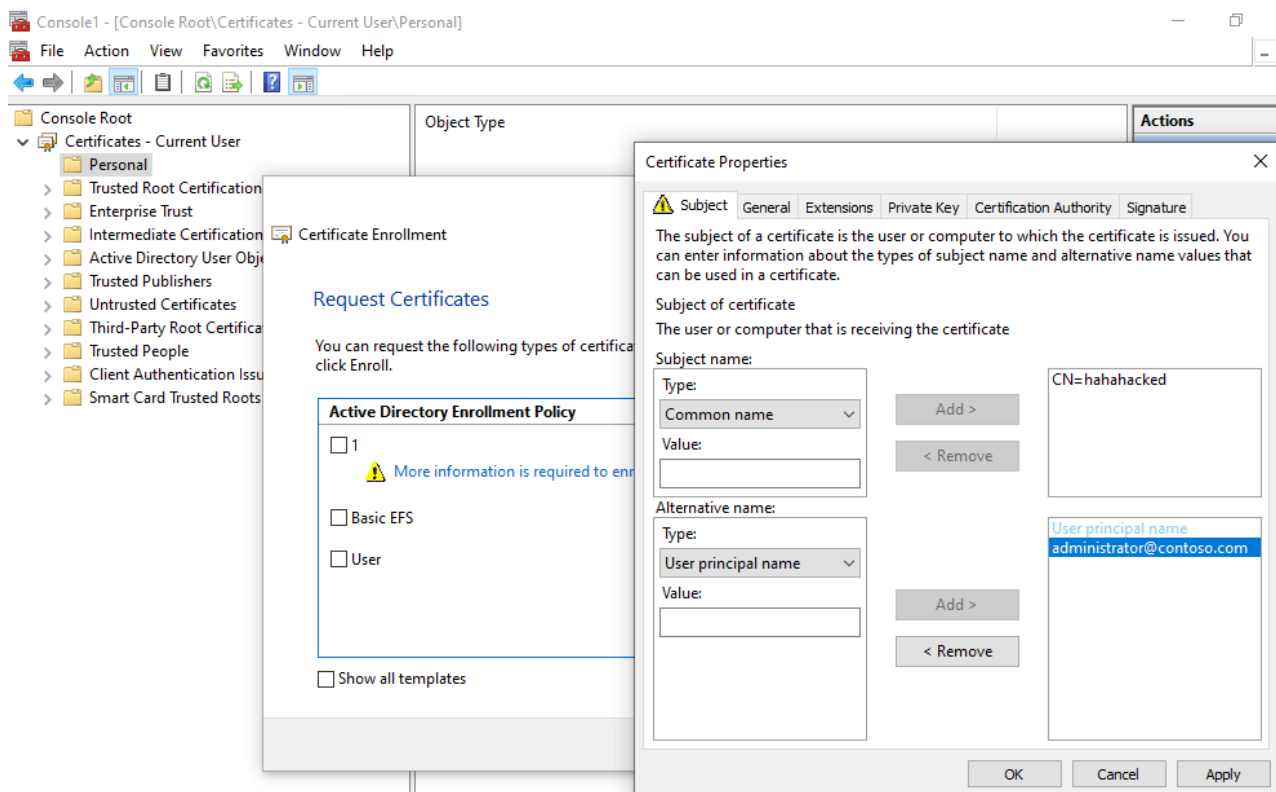 Console1 - [Console Root\Certificates - Current User\Personal]
File Action View Favorites Window Help
Console Root
Certificates - Current User
Personal
Trusted Root Certification
Enterprise Trust
Intermediate Certification
Active Directory User Obje
Trusted Publishers
Untrusted Certificates
Third-Party Root Certifica
Trusted People
Client Authentication Issu
Smart Card Trusted Roots
Object Type
Actions
Certificate Enrollment
Request Certificates
You can request the following types of certifica
click Enroll.
Active Directory Enrollment Policy
1
More information is required to enr
Basic EFS
User
Show all templates
Certificate Properties
Subject General Extensions Private Key Certification Authority Signature
The subject of a certificate is the user or computer to which the certificate is issued. You
can enter information about the types of subject name and alternative name values that
can be used in a certificate.
Subject of certificate
The user or computer that is receiving the certificate
Subject name:
Type:
Common name
Value:
Add >
< Remove
CN=hahahacked
Alternative name:
Type:
User principal name
Value:
Add >
< Remove
User principal name
administrator@contoso.com
OK Cancel Apply